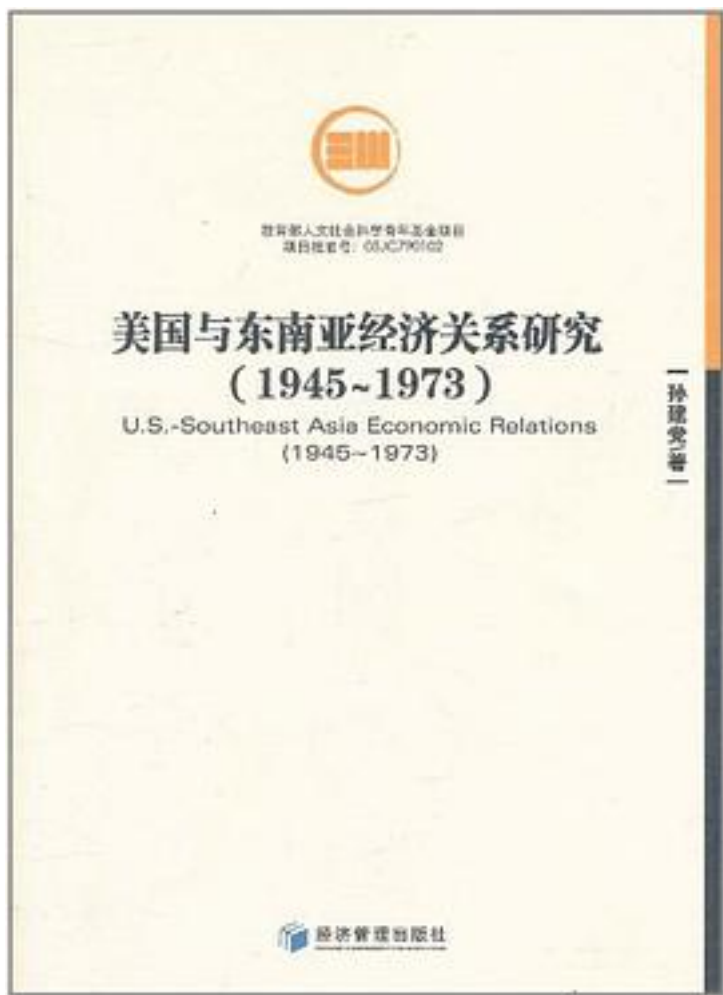 教育部人文社会科学青年基金项目
项目批准号：
美国与东南亚经济关系研究
（1945~1973）
U.S.-Southeast Asia Economic Relations
(1945~1973)
孙建党/著
经济管理出版社